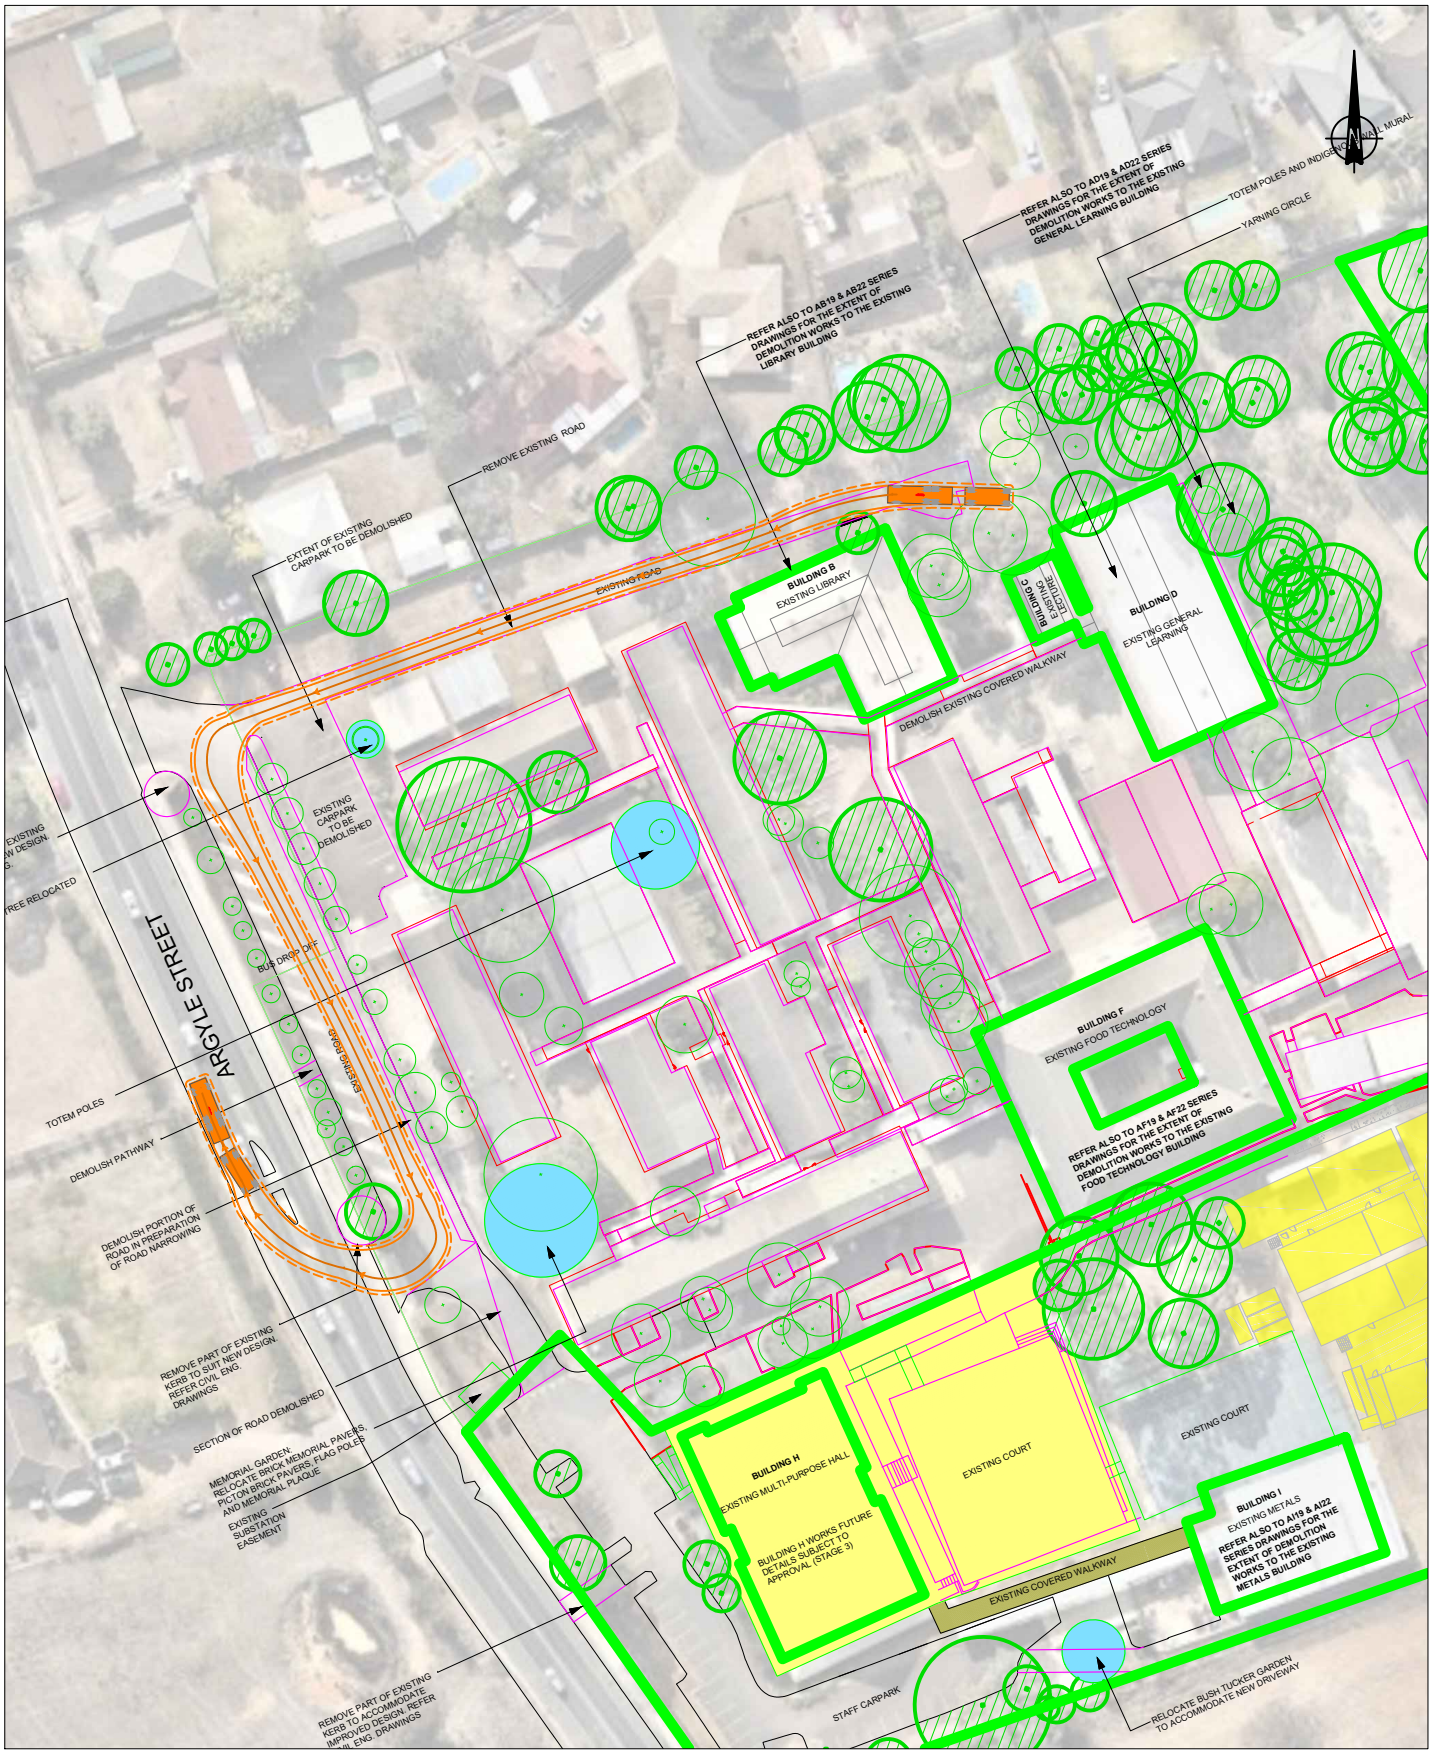 N
TOTEM POLES AND INDIGENOUS WALL MURAL
YARNING CIRCLE
REFER ALSO TO AD19 & AD22 SERIES
DRAWINGS FOR THE EXTENT OF
DEMOLITION WORKS TO THE EXISTING
GENERAL LEARNING BUILDING
REFER ALSO TO AB19 & AB22 SERIES
DRAWINGS FOR THE EXTENT OF
DEMOLITION WORKS TO THE EXISTING
LIBRARY BUILDING
REMOVE EXISTING ROAD
EXTENT OF EXISTING
CARPARK TO BE DEMOLISHED
EXISTING ROAD
BUILDING B
EXISTING LIBRARY
BUILDING C
EXISTING
LECTURE
BUILDING D
EXISTING GENERAL
LEARNING
DEMOLISH EXISTING COVERED WALKWAY
EXISTING
CARPARK
TO BE
DEMOLISHED
EXISTING
W DESIGN.
G.
TREE RELOCATED
ARGYLE STREET
BUS DROP OFF
EXISTING ROAD
BUILDING F
EXISTING FOOD TECHNOLOGY
REFER ALSO TO AF19 & AF22 SERIES
DRAWINGS FOR THE EXTENT OF
DEMOLITION WORKS TO THE EXISTING
FOOD TECHNOLOGY BUILDING
TOTEM POLES
DEMOLISH PATHWAY
DEMOLISH PORTION OF
ROAD IN PREPARATION
OF ROAD NARROWING
REMOVE PART OF EXISTING
KERB TO SUIT NEW DESIGN.
REFER CIVIL ENG.
DRAWINGS
SECTION OF ROAD DEMOLISHED
MEMORIAL GARDEN:
RELOCATE BRICK MEMORIAL PAVERS,
PICTON BRICK PAVERS, FLAG POLES
AND MEMORIAL PLAQUE
EXISTING
SUBSTATION
EASEMENT
BUILDING H
EXISTING MULTI-PURPOSE HALL
BUILDING H WORKS FUTURE
DETAILS SUBJECT TO
APPROVAL (STAGE 3)
EXISTING COURT
EXISTING COURT
BUILDING I
EXISTING METALS
REFER ALSO TO AI19 & AI22
SERIES DRAWINGS FOR THE
EXTENT OF DEMOLITION
WORKS TO THE EXISTING
METALS BUILDING
EXISTING COVERED WALKWAY
STAFF CARPARK
RELOCATE BUSH TUCKER GARDEN
TO ACCOMMODATE NEW DRIVEWAY
REMOVE PART OF EXISTING
KERB TO ACCOMMODATE
IMPROVED DESIGN. REFER
VIL ENG. DRAWINGS